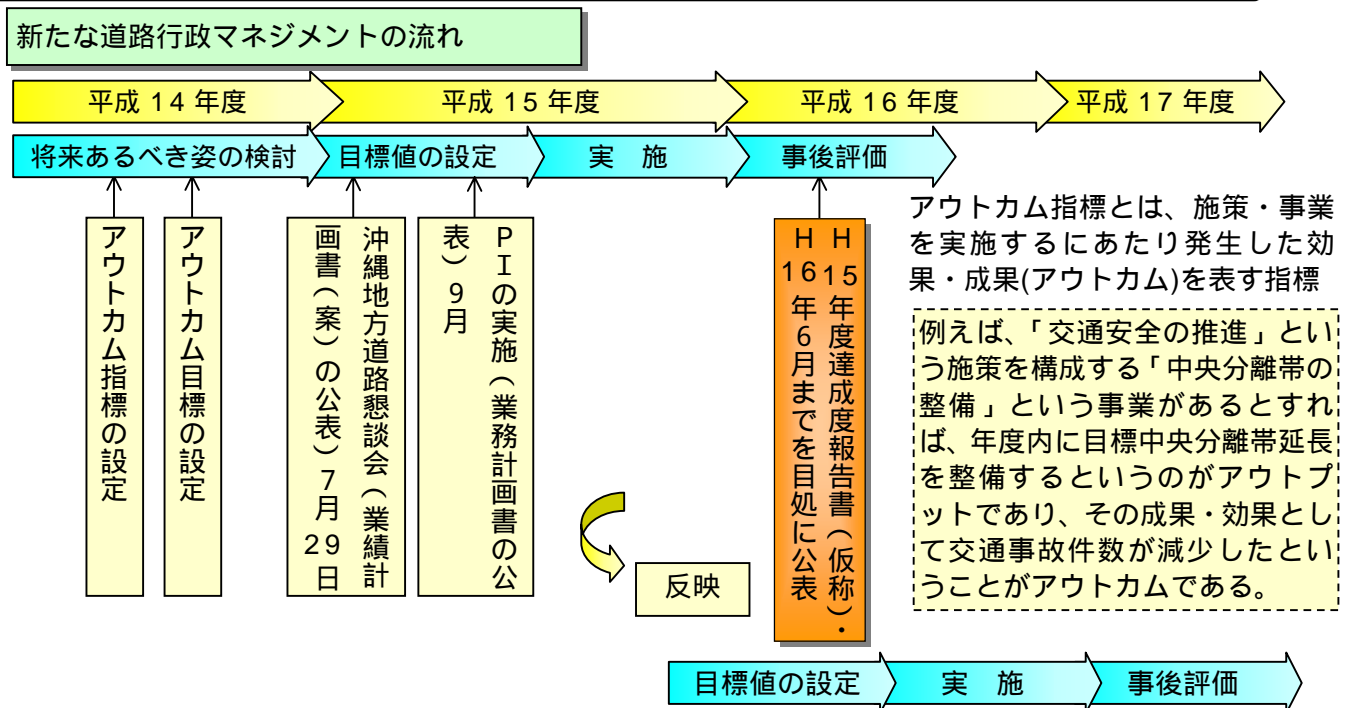 新たな道路行政マネジメントの流れ
平成 14 年度
平成 15 年度
平成 16 年度
平成 17 年度
将来あるべき姿の検討
目標値の設定
実 施
事後評価
アウトカム指標の設定
アウトカム目標の設定
沖縄地方道路懇談会（業績計
画書（案）の公表）7月29日
PIの実施（業務計画書の公
表）9月
H15年度達成度報告書（仮称）・
H16年6月までを目処に公表
アウトカム指標とは、施策・事業
を実施するにあたり発生した効
果・成果(アウトカム)を表す指標
例えば、「交通安全の推進」とい
う施策を構成する「中央分離帯の
整備」という事業があるとすれ
ば、年度内に目標中央分離帯延長
を整備するというのがアウトプ
ットであり、その成果・効果とし
て交通事故件数が減少したとい
うことがアウトカムである。
反映
目標値の設定
実 施
事後評価